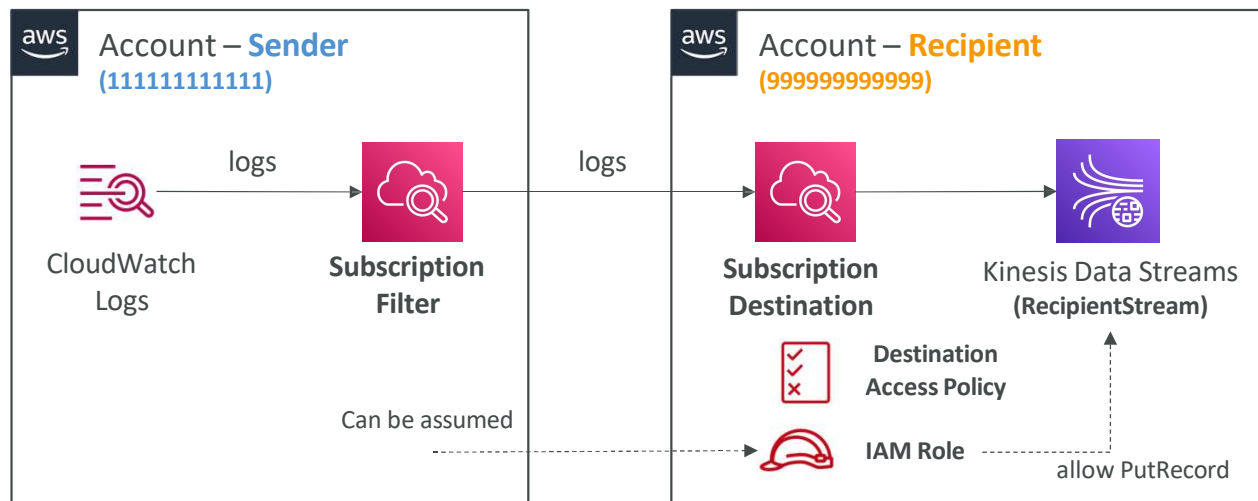 aws
Account – Sender
(111111111111)
aws
Account – Recipient
(999999999999)
logs
logs
CloudWatch
Logs
Subscription
Filter
Subscription
Destination
Kinesis Data Streams
(RecipientStream)
Destination
Access Policy
Can be assumed
IAM Role
allow PutRecord